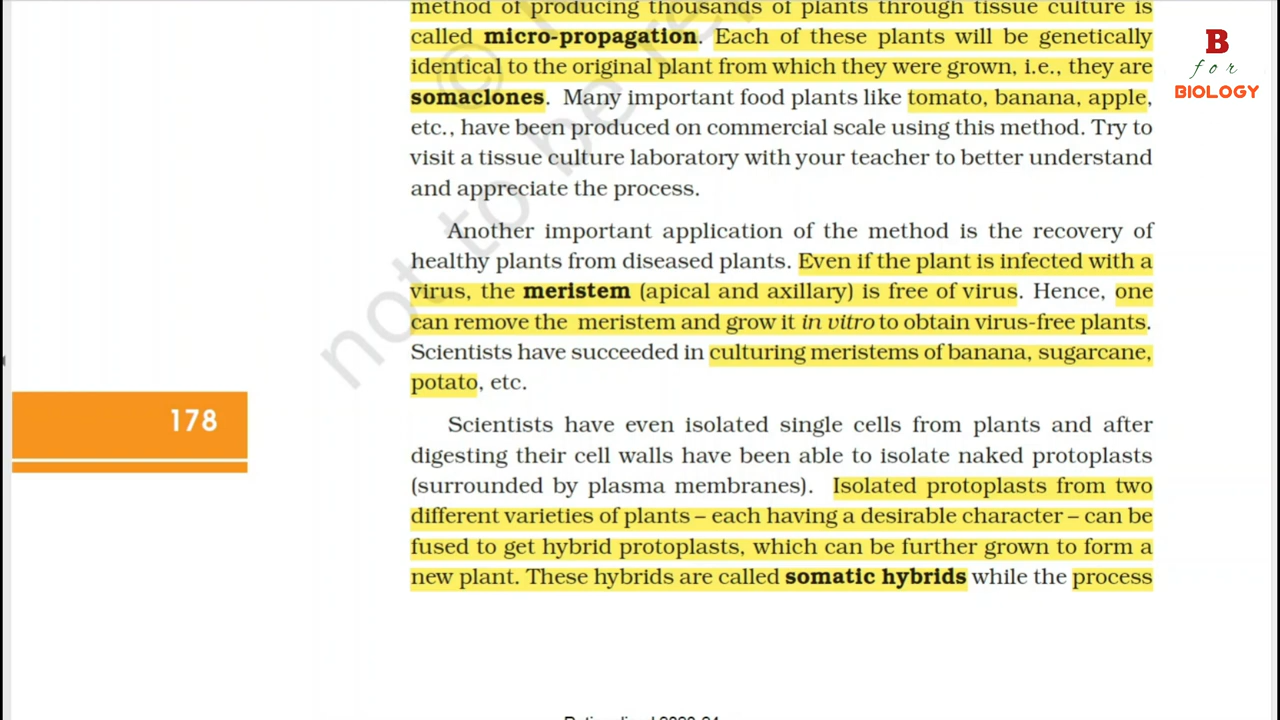 method of producing thousands of plants through tissue culture is
called micro-propagation. Each of these plants will be genetically
identical to the original plant from which they were grown, i.e., they are
somaclones. Many important food plants like tomato, banana, apple,
etc., have been produced on commercial scale using this method. Try to
visit a tissue culture laboratory with your teacher to better understand
and appreciate the process.
Another important application of the method is the recovery of
healthy plants from diseased plants. Even if the plant is infected with a
virus, the meristem (apical and axillary) is free of virus. Hence, one
can remove the meristem and grow it in vitro to obtain virus-free plants.
Scientists have succeeded in culturing meristems of banana, sugarcane,
potato, etc.
Scientists have even isolated single cells from plants and after
digesting their cell walls have been able to isolate naked protoplasts
(surrounded by plasma membranes). Isolated protoplasts from two
different varieties of plants – each having a desirable character – can be
fused to get hybrid protoplasts, which can be further grown to form a
new plant. These hybrids are called somatic hybrids while the process
178
B
for
BIOLOGY
©
not to be